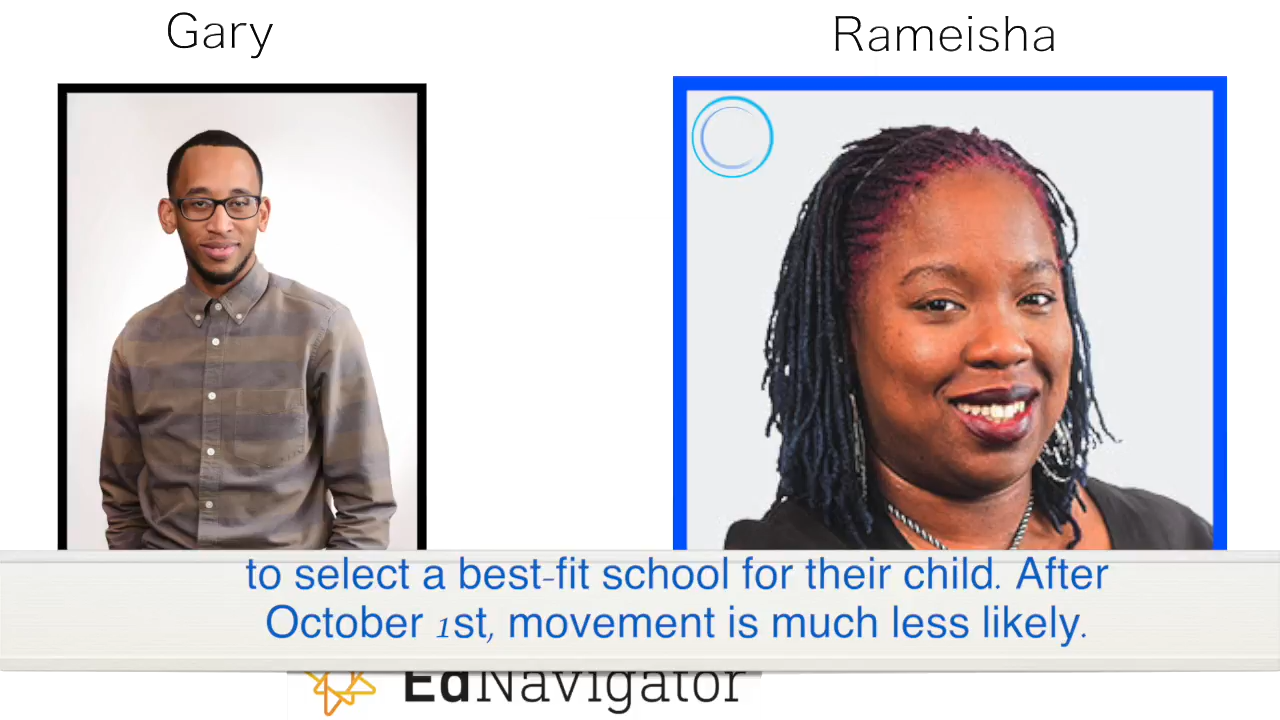 Gary
Rameisha
to select a best-fit school for their child. After
October 1st, movement is much less likely.
EdNavigator